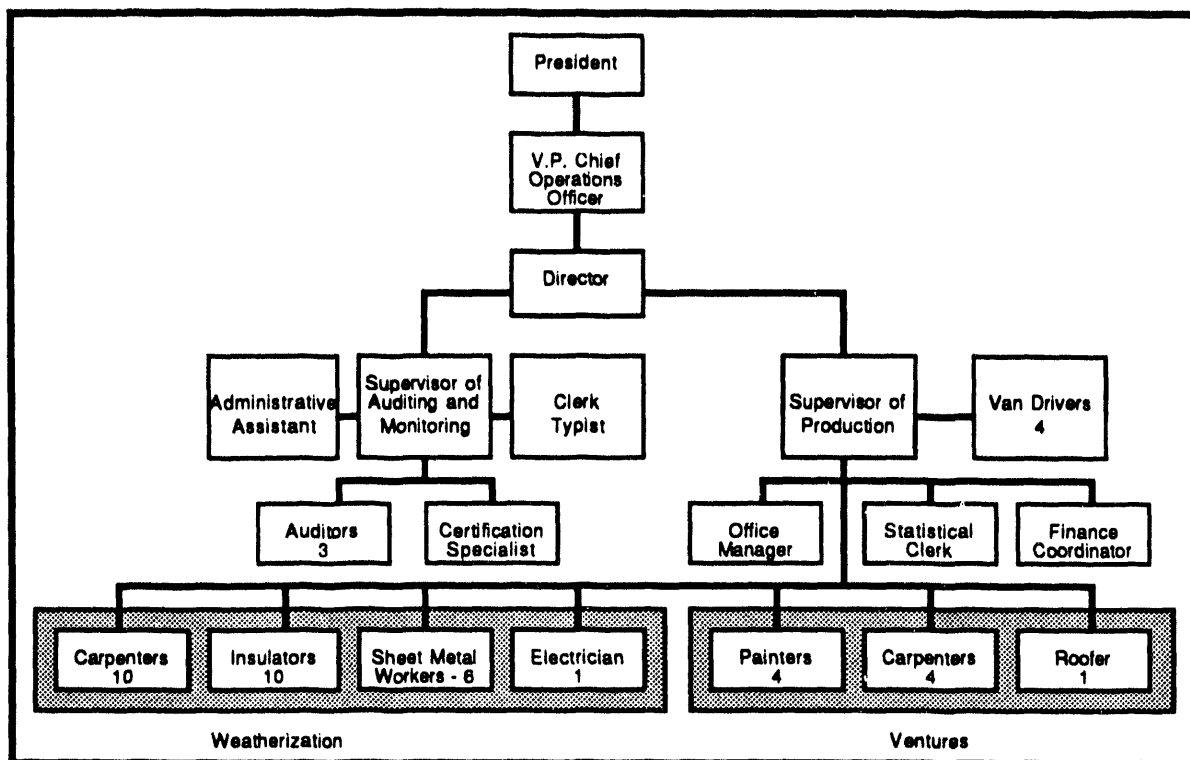 President
V.P. Chief
Operations
Officer
Director
Administrative
Assistant
Supervisor of
Auditing and
Monitoring
Clerk
Typist
Supervisor of
Production
Van Drivers
4
Auditors
3
Certification
Specialist
Office
Manager
Statistical
Clerk
Finance
Coordinator
Carpenters
10
Insulators
10
Sheet Metal
Workers - 6
Electrician
1
Painters
4
Carpenters
4
Roofer
1
Weatherization
Ventures